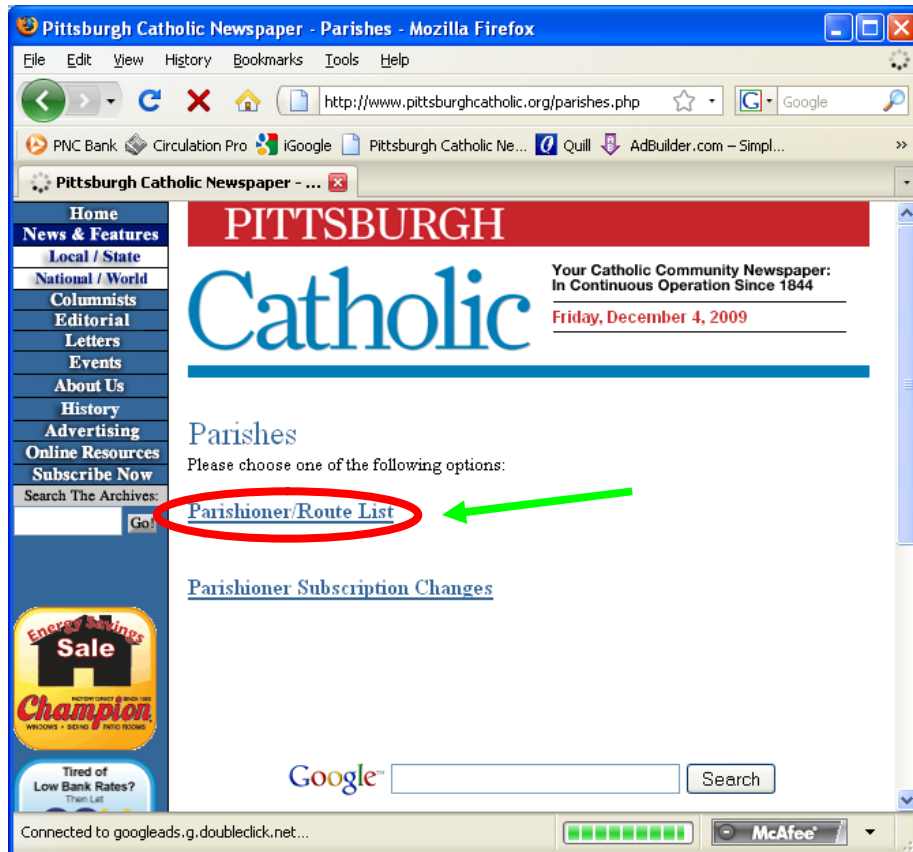 Pittsburgh Catholic Newspaper - Parishes - Mozilla Firefox
File Edit View History Bookmarks Tools Help
http://www.pittsburghcatholic.org/parishes.php G Google
PNC Bank Circulation Pro iGoogle Pittsburgh Catholic Ne... Q Quill AdBuilder.com – Simpl... »
Pittsburgh Catholic Newspaper - ...
Home
News & Features
Local / State
National / World
Columnists
Editorial
Letters
Events
About Us
History
Advertising
Online Resources
Subscribe Now
Search The Archives:
Go!
Energy Savings
Sale
FACTORY DIRECT SINCE
Champion
WINDOWS • SIDING PATIO ROOMS
Tired of
Low Bank Rates?
Then Let
PITTSBURGH
Catholic
Your Catholic Community Newspaper:
In Continuous Operation Since 1844
Friday, December 4, 2009
Parishes
Please choose one of the following options:
Parishioner/Route List
Parishioner Subscription Changes
Google™ Search
Connected to googleads.g.doubleclick.net... McAfee